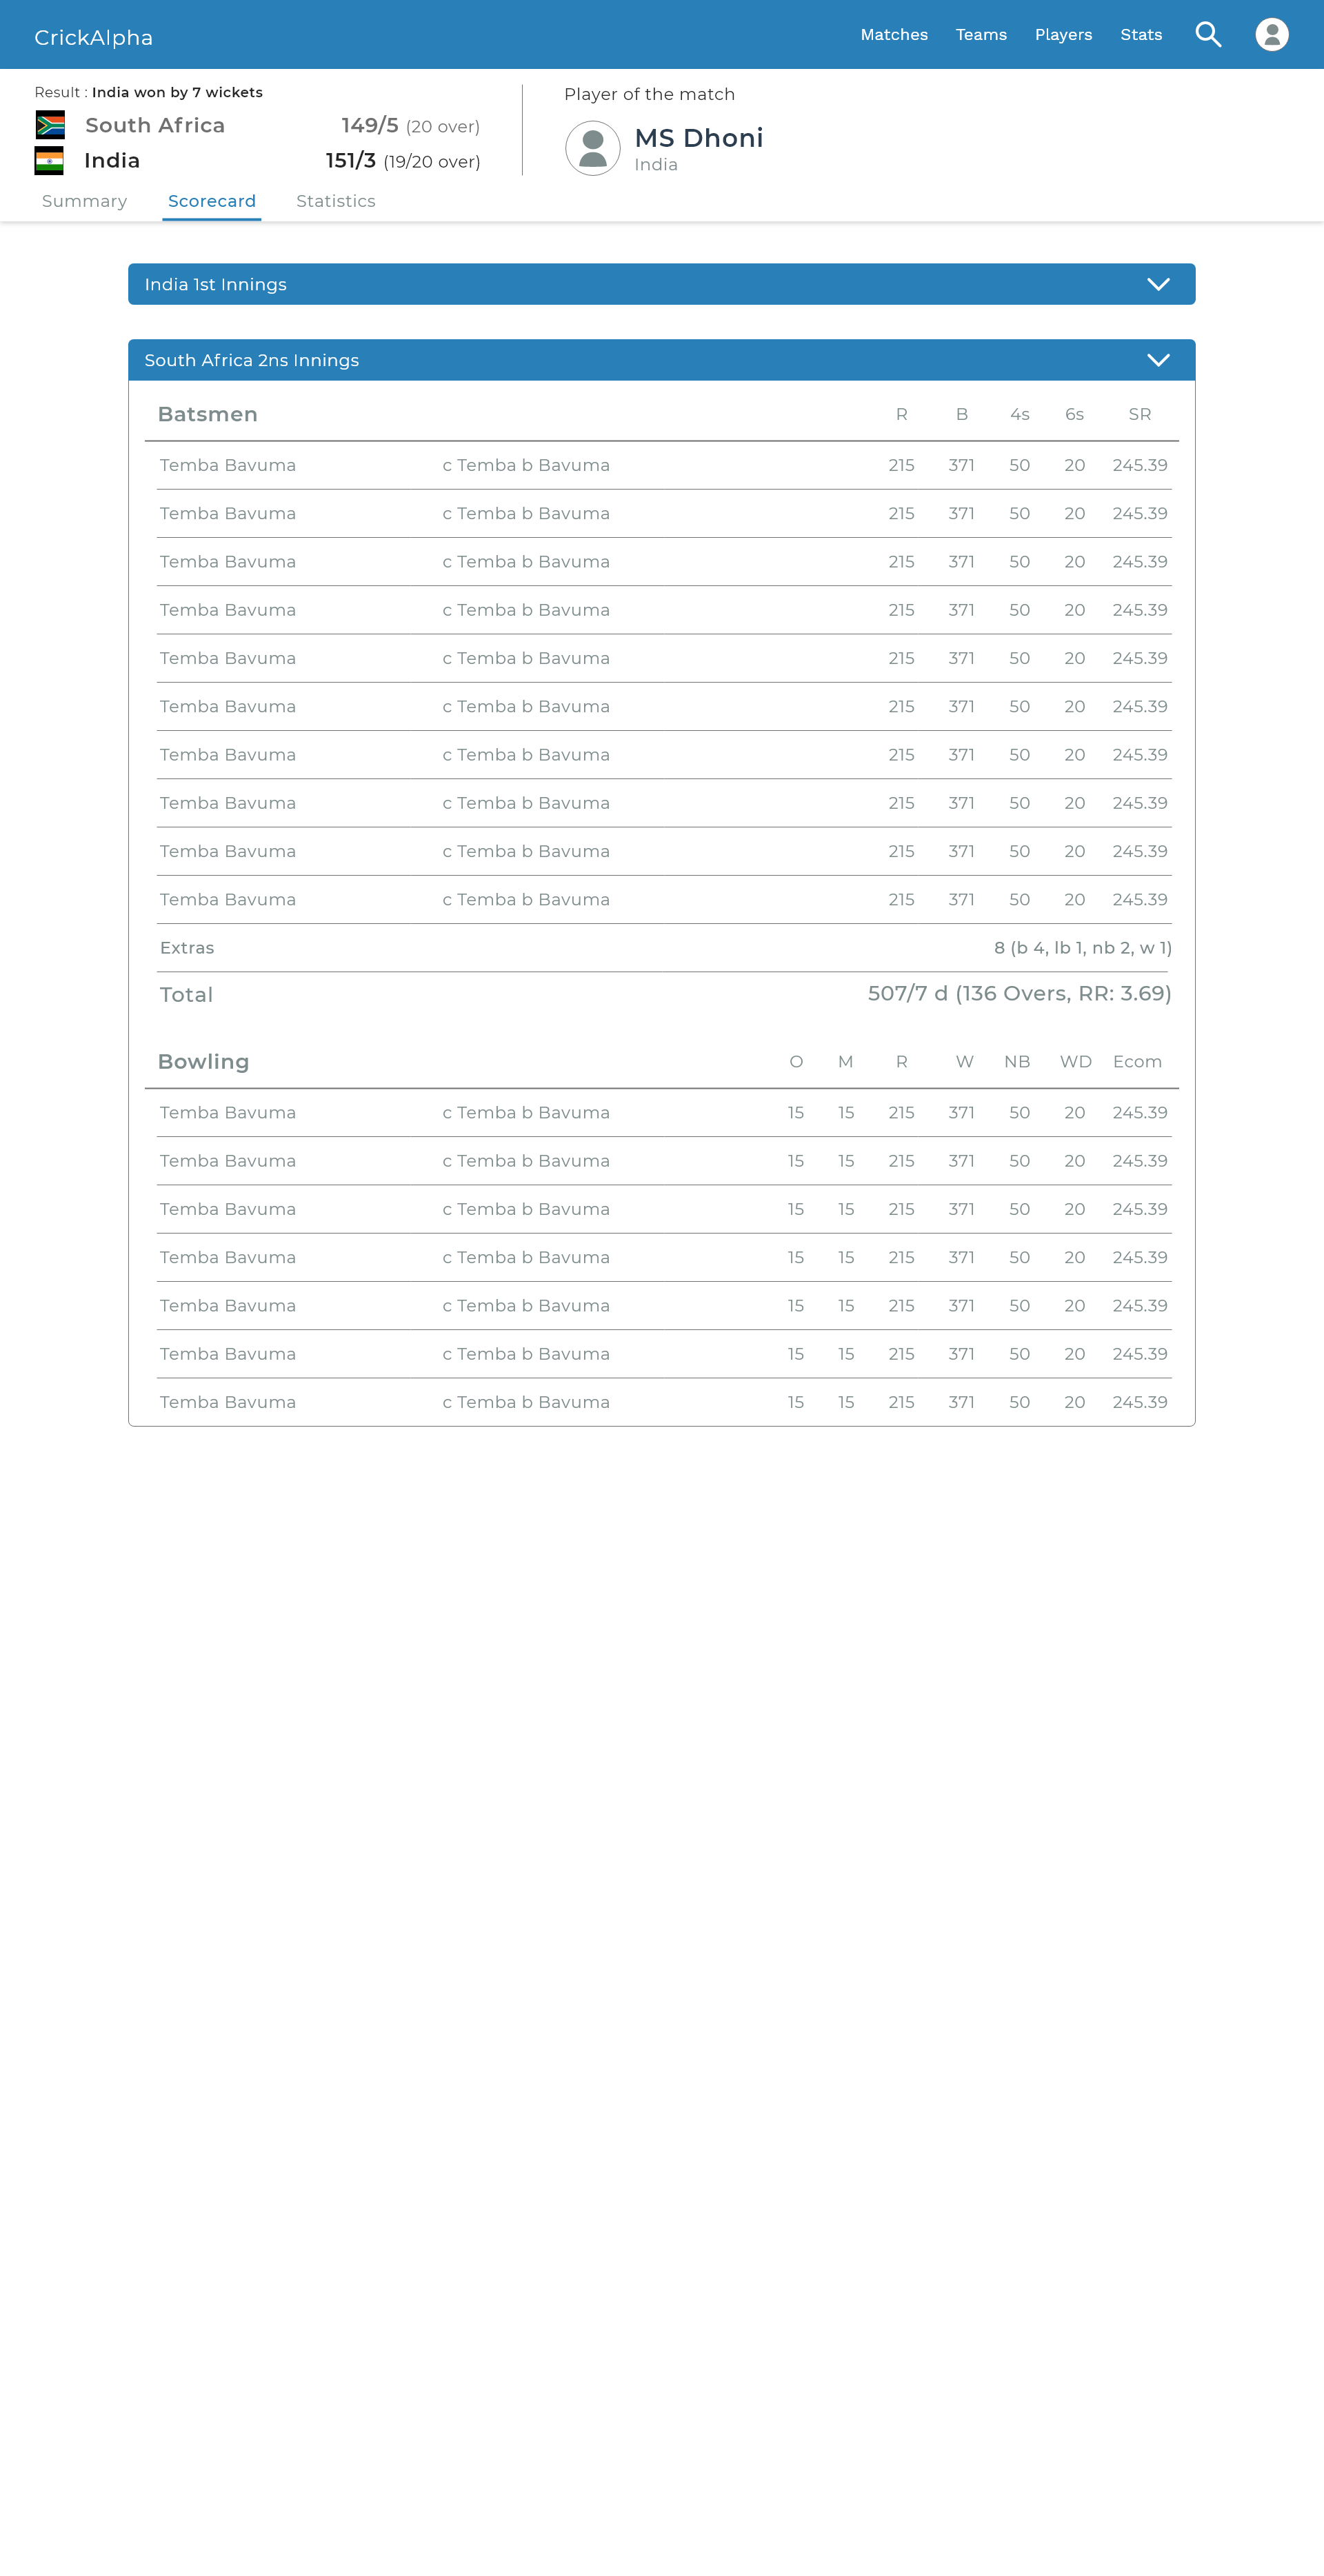 CrickAlpha Matches Teams Players Stats
Result : India won by 7 wickets
South Africa 149/5 (20 over)
India 151/3 (19/20 over)
Player of the match
MS Dhoni
India
Summary Scorecard Statistics
India 1st Innings
South Africa 2ns Innings
Batsmen R B 4s 6s SR
Temba Bavuma c Temba b Bavuma 215 371 50 20 245.39
Temba Bavuma c Temba b Bavuma 215 371 50 20 245.39
Temba Bavuma c Temba b Bavuma 215 371 50 20 245.39
Temba Bavuma c Temba b Bavuma 215 371 50 20 245.39
Temba Bavuma c Temba b Bavuma 215 371 50 20 245.39
Temba Bavuma c Temba b Bavuma 215 371 50 20 245.39
Temba Bavuma c Temba b Bavuma 215 371 50 20 245.39
Temba Bavuma c Temba b Bavuma 215 371 50 20 245.39
Temba Bavuma c Temba b Bavuma 215 371 50 20 245.39
Temba Bavuma c Temba b Bavuma 215 371 50 20 245.39
Extras 8 (b 4, lb 1, nb 2, w 1)
Total 507/7 d (136 Overs, RR: 3.69)
Bowling O M R W NB WD Ecom
Temba Bavuma c Temba b Bavuma 15 15 215 371 50 20 245.39
Temba Bavuma c Temba b Bavuma 15 15 215 371 50 20 245.39
Temba Bavuma c Temba b Bavuma 15 15 215 371 50 20 245.39
Temba Bavuma c Temba b Bavuma 15 15 215 371 50 20 245.39
Temba Bavuma c Temba b Bavuma 15 15 215 371 50 20 245.39
Temba Bavuma c Temba b Bavuma 15 15 215 371 50 20 245.39
Temba Bavuma c Temba b Bavuma 15 15 215 371 50 20 245.39